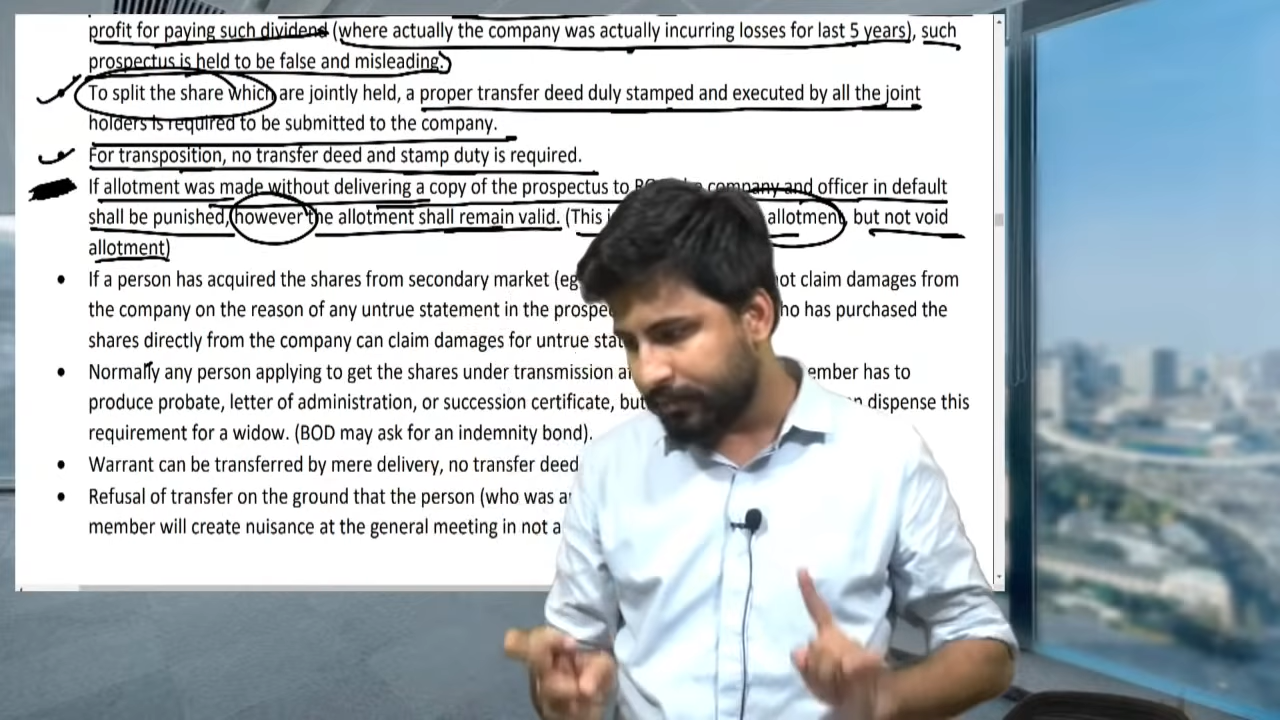 profit for paying such dividend (where actually the company was actually incurring losses for last 5 years), such
prospectus is held to be false and misleading.)
To split the share which are jointly held, a proper transfer deed duly stamped and executed by all the joint
holders is required to be submitted to the company.
For transposition, no transfer deed and stamp duty is required.
If allotment was made without delivering a copy of the prospectus to company and officer in default
shall be punished, however the allotment shall remain valid. (This allotment, but not void
allotment)
If a person has acquired the shares from secondary market (eg claim damages from
the company on the reason of any untrue statement in the has purchased the
shares directly from the company can claim damages for untrue
Normally any person applying to get the shares under transmission has to
produce probate, letter of administration, or succession certificate, but dispense this
requirement for a widow. (BOD may ask for an indemnity bond).
Warrant can be transferred by mere delivery, no transfer deed
Refusal of transfer on the ground that the person (who was
member will create nuisance at the general meeting in not a